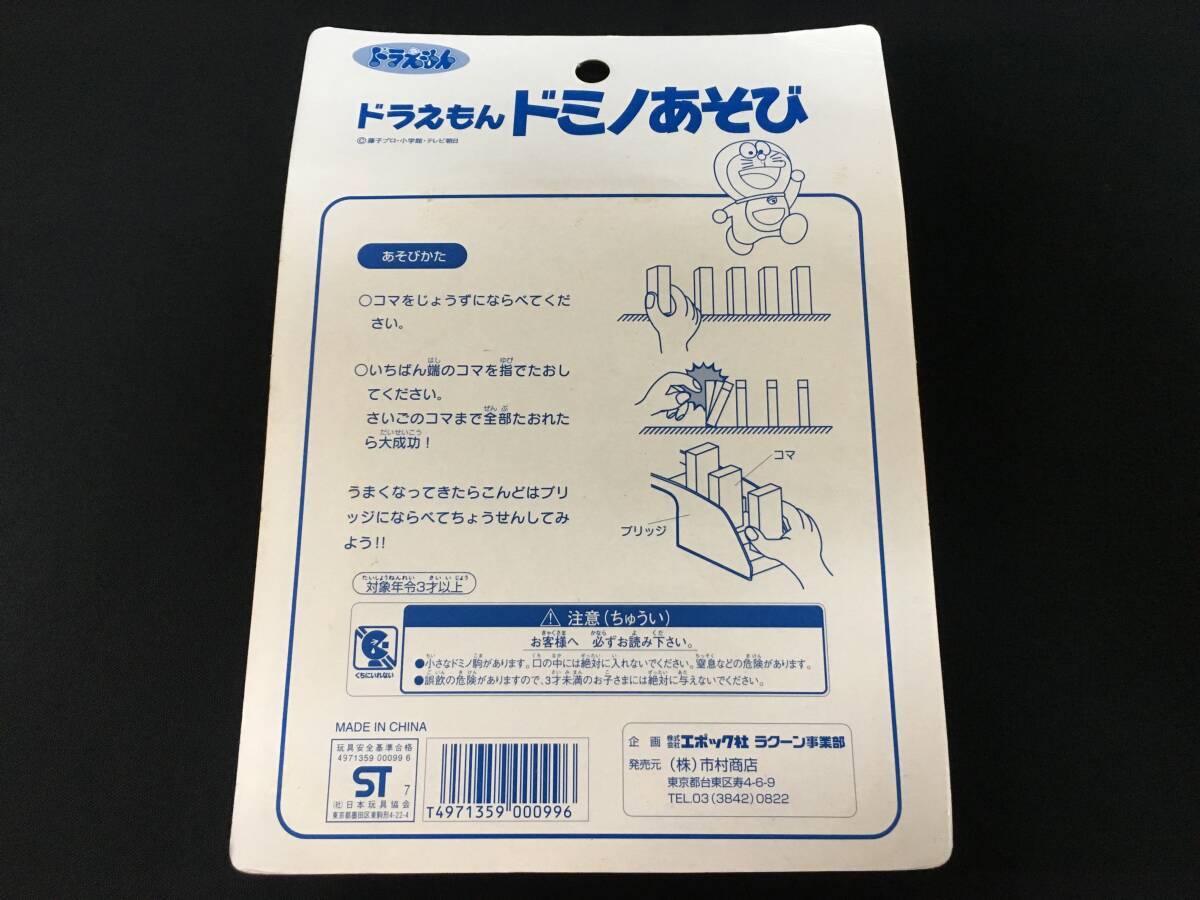 ドラえもん
ドラえもん ドミノあそび
©藤子プロ・小学館・テレビ朝日
あそびかた
○コマをじょうずにならべてくだ
さい。
○いちばん端のコマを指でたおし
てください。
さいごのコマまで全部たおれた
ら大成功!
うまくなってきたらこんどはブリ
ッジにならべてちょうせんしてみ
よう!!
コマ
ブリッジ
対象年令3才以上
くちにいれない
⚠ 注意(ちゅうい)
お客様へ 必ずお読み下さい。
●小さなドミノ駒があります。口の中には絶対に入れないでください。窒息などの危険があります。
●誤飲の危険がありますので、3才未満のお子さまには絶対に与えないでください。
MADE IN CHINA
玩具安全基準合格
4971359 00099 6
ST 7
(社)日本玩具協会
東京都墨田区東駒形4-22-4
T4971359 000996
企画 株式会社エポック社 ラクーン事業部
発売元 (株)市村商店
東京都台東区寿4-6-9
TEL.03(3842)0822